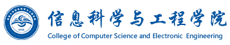 信息科学与工程学院
College of Computer Science and Electronic Engineering